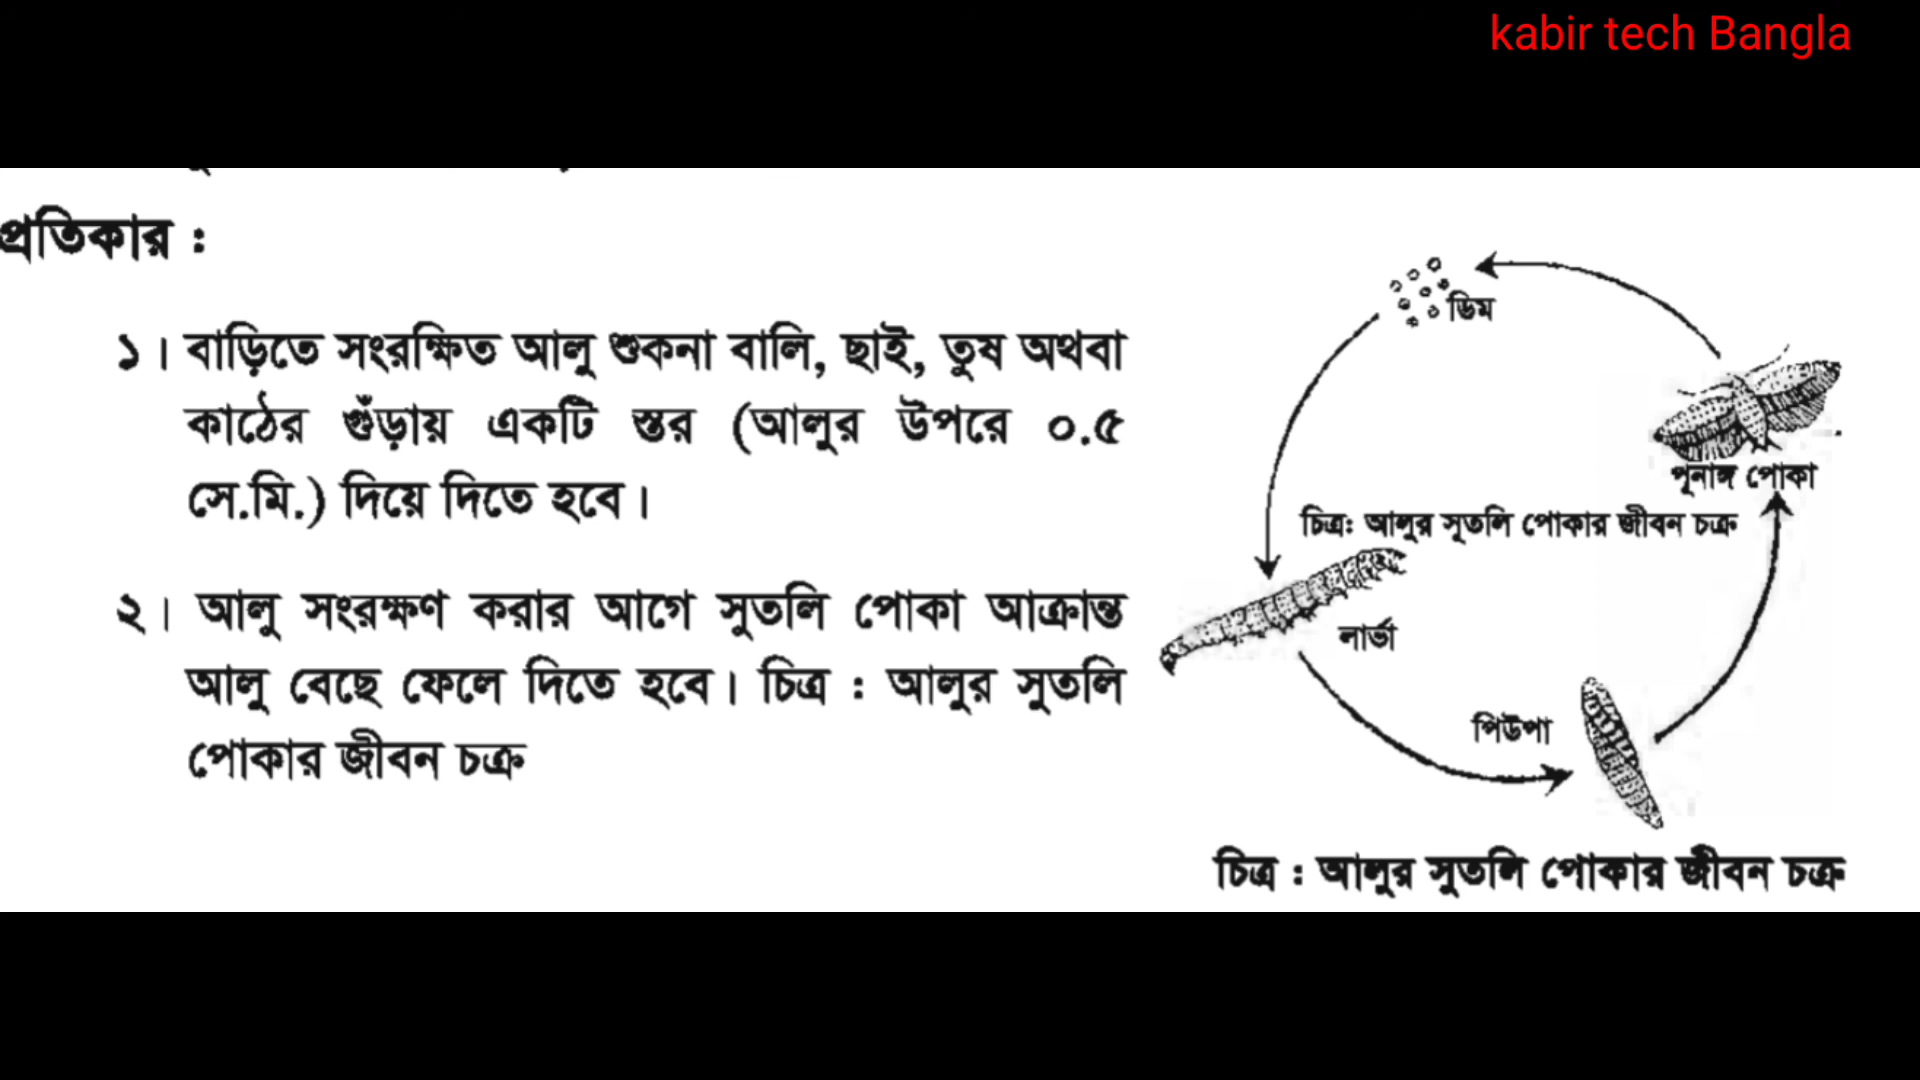 kabir tech Bangla
প্রতিকার :
১। বাড়িতে সংরক্ষিত আলু শুকনা বালি, ছাই, তুষ অথবা
কাঠের গুঁড়ায় একটি স্তর (আলুর উপরে ০.৫
সে.মি.) দিয়ে দিতে হবে।
২। আলু সংরক্ষণ করার আগে সুতলি পোকা আক্রান্ত
আলু বেছে ফেলে দিতে হবে। চিত্র : আলুর সুতলি
পোকার জীবন চক্র
ডিম
পূনাঙ্গ পোকা
চিত্র: আলুর সুতলি পোকার জীবন চক্র
লার্ভা
পিউপা
চিত্র : আলুর সুতলি পোকার জীবন চক্র